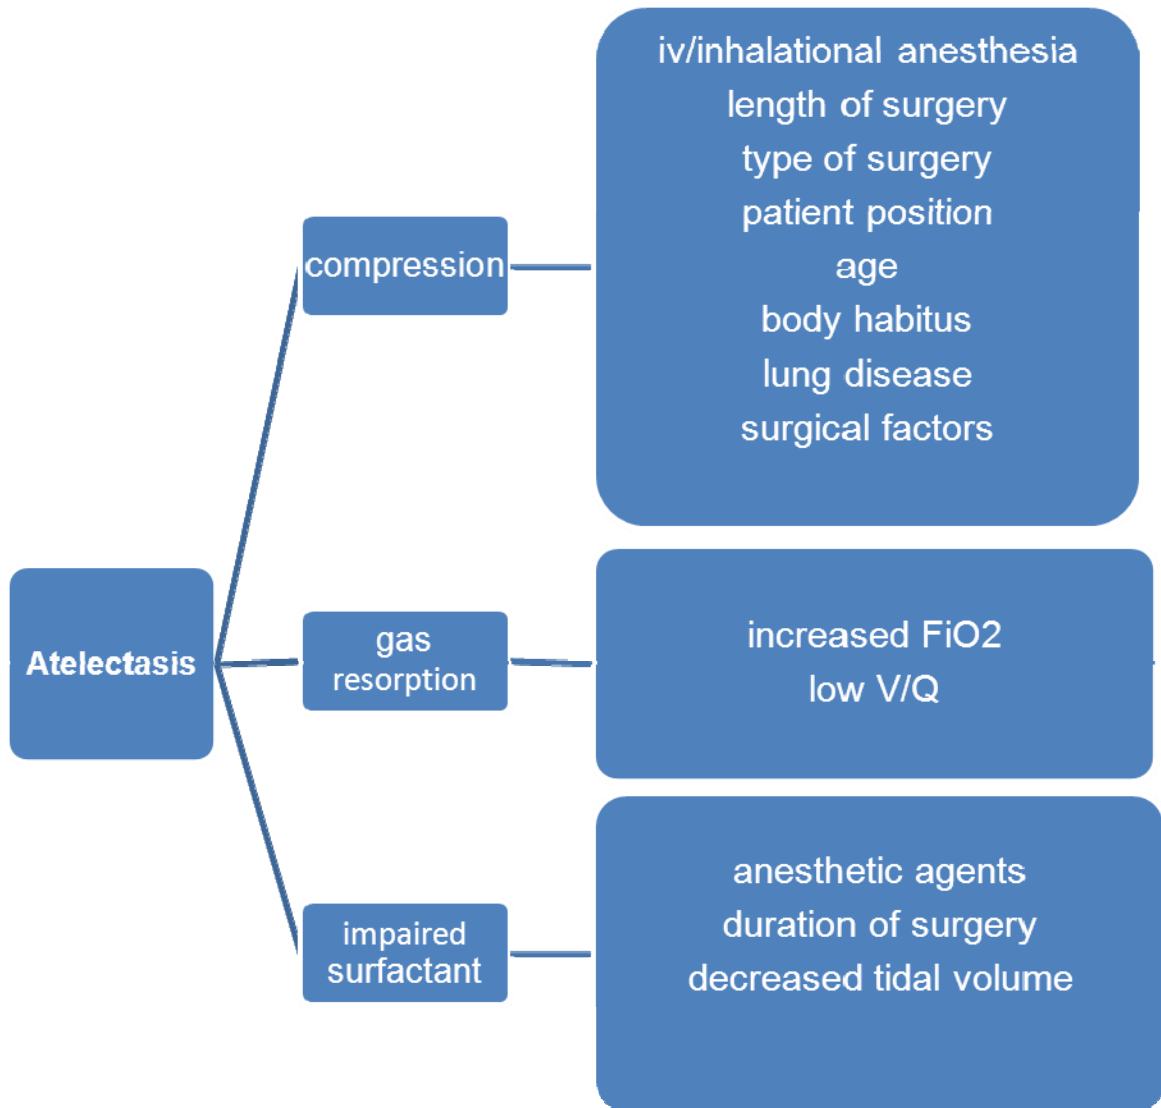 iv/inhalational anesthesia
length of surgery
type of surgery
patient position
age
body habitus
lung disease
surgical factors
compression
Atelectasis
gas
resorption
increased FiO2
low V/Q
impaired
surfactant
anesthetic agents
duration of surgery
decreased tidal volume